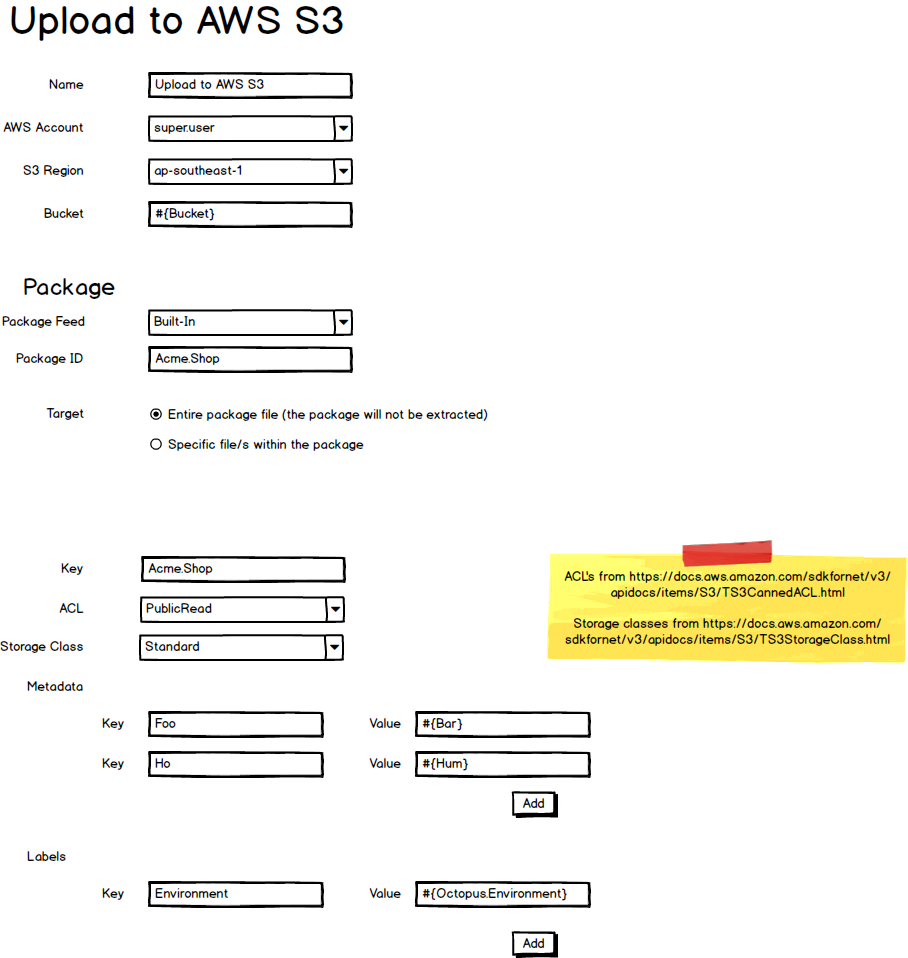 Upload to AWS S3
Name Upload to AWS S3
AWS Account super.user
S3 Region ap-southeast-1
Bucket #{Bucket}
Package
Package Feed Built-In
Package ID Acme.Shop
Target Entire package file (the package will not be extracted)
Specific file/s within the package
Key Acme.Shop
ACL PublicRead
Storage Class Standard
ACL's from https://docs.aws.amazon.com/sdkfornet/v3/
apidocs/items/S3/TS3CannedACL.html
Storage classes from https://docs.aws.amazon.com/
sdkfornet/v3/apidocs/items/S3/TS3StorageClass.html
Metadata
Key Foo Value #{Bar}
Key Ho Value #{Hum}
Add
Labels
Key Environment Value #{Octopus.Environment}
Add